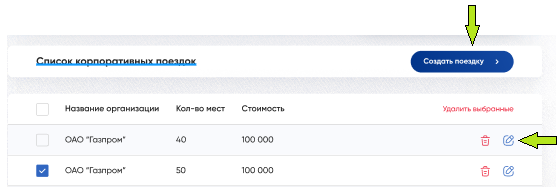 Список корпоративных поездок Создать поездку
Название организации Кол-во мест Стоимость Удалить выбранные
ОАО “Газпром” 40 100 000
ОАО “Газпром” 50 100 000